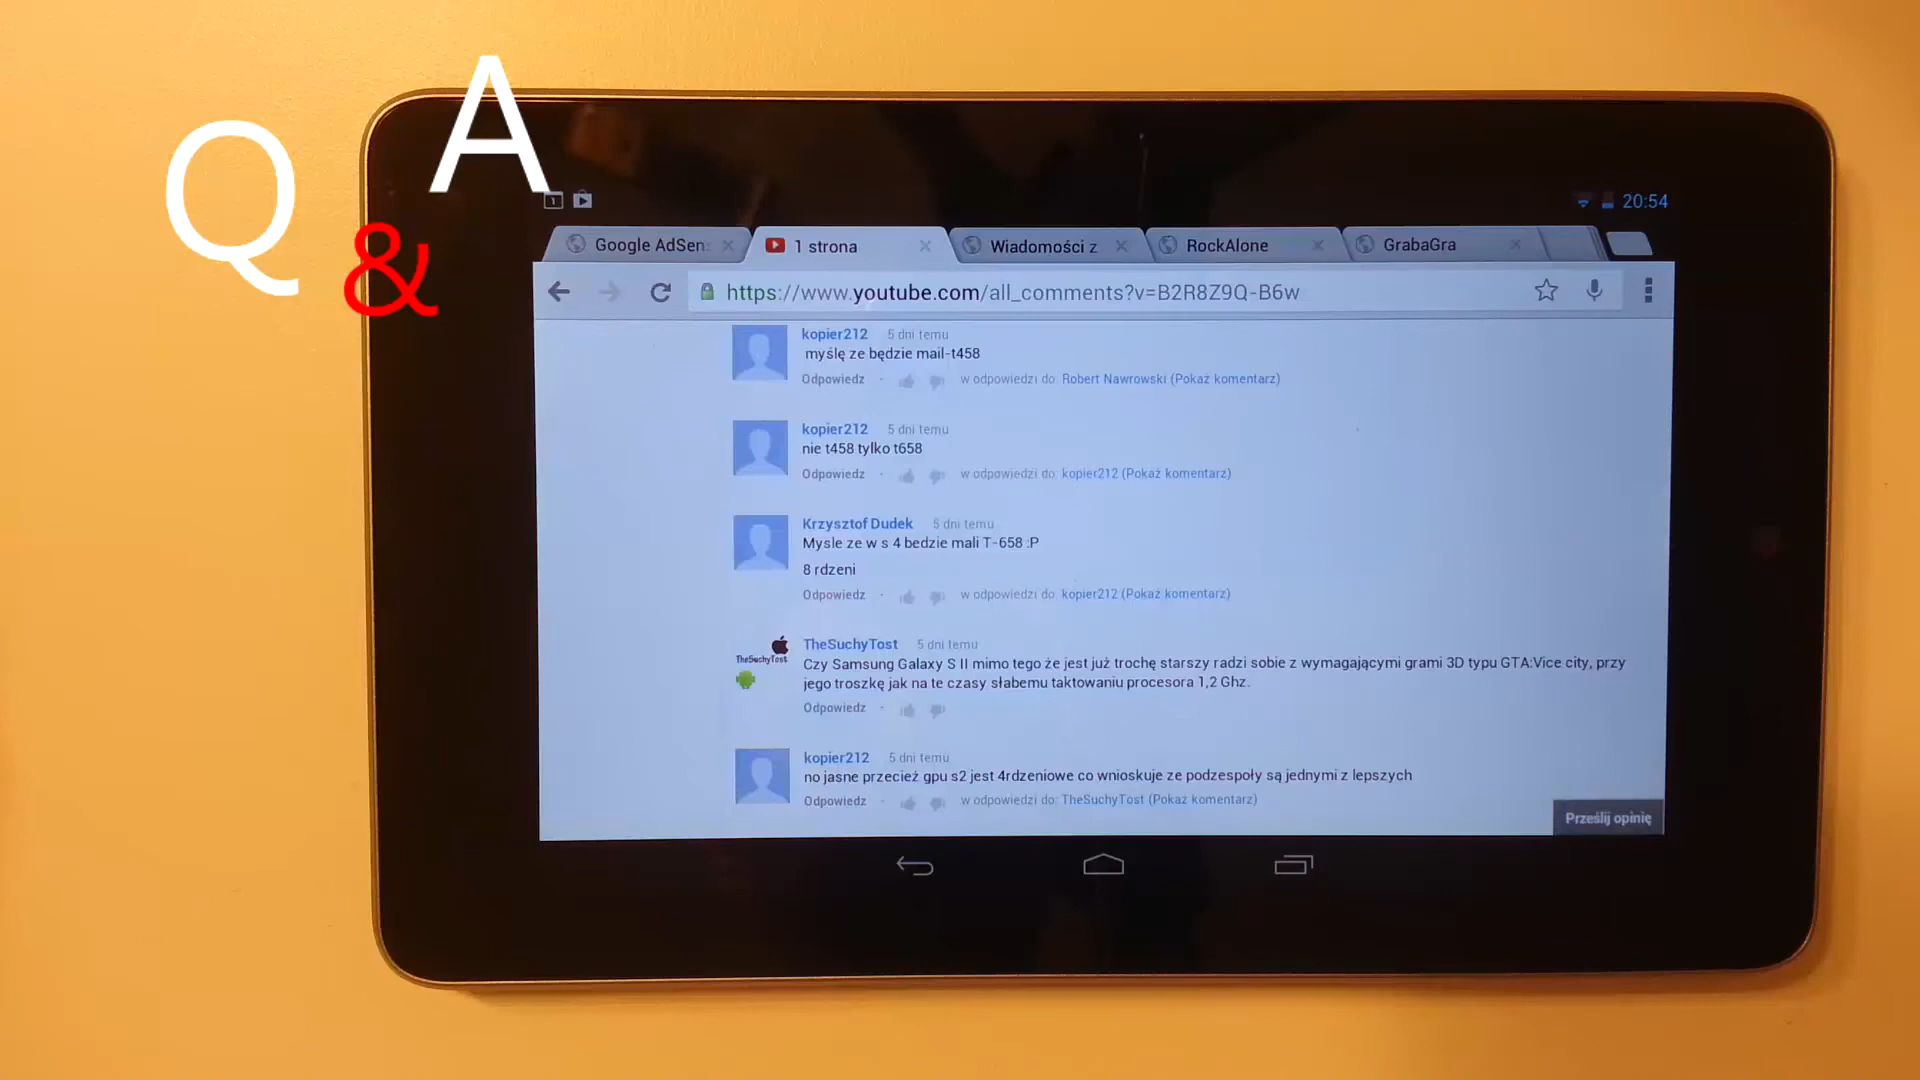 Q & A
1
20:54
Google AdSen
1 strona
Wiadomości z
RockAlone
GrabaGra
https://www.youtube.com/all_comments?v=B2R8Z9Q-B6w
kopier212 5 dni temu
myślę ze będzie mail-t458
Odpowiedz · w odpowiedzi do: Robert Nawrowski (Pokaż komentarz)
kopier212 5 dni temu
nie t458 tylko t658
Odpowiedz · w odpowiedzi do: kopier212 (Pokaż komentarz)
Krzysztof Dudek 5 dni temu
Mysle ze w s 4 bedzie mali T-658 :P
8 rdzeni
Odpowiedz · w odpowiedzi do: kopier212 (Pokaż komentarz)
TheSuchyTost
TheSuchyTost 5 dni temu
Czy Samsung Galaxy S II mimo tego że jest już trochę starszy radzi sobie z wymagającymi grami 3D typu GTA:Vice city, przy
jego troszkę jak na te czasy słabemu taktowaniu procesora 1,2 Ghz.
Odpowiedz ·
kopier212 5 dni temu
no jasne przecież gpu s2 jest 4rdzeniowe co wnioskuje ze podzespoły są jednymi z lepszych
Odpowiedz · w odpowiedzi do: TheSuchyTost (Pokaż komentarz)
Prześlij opinię